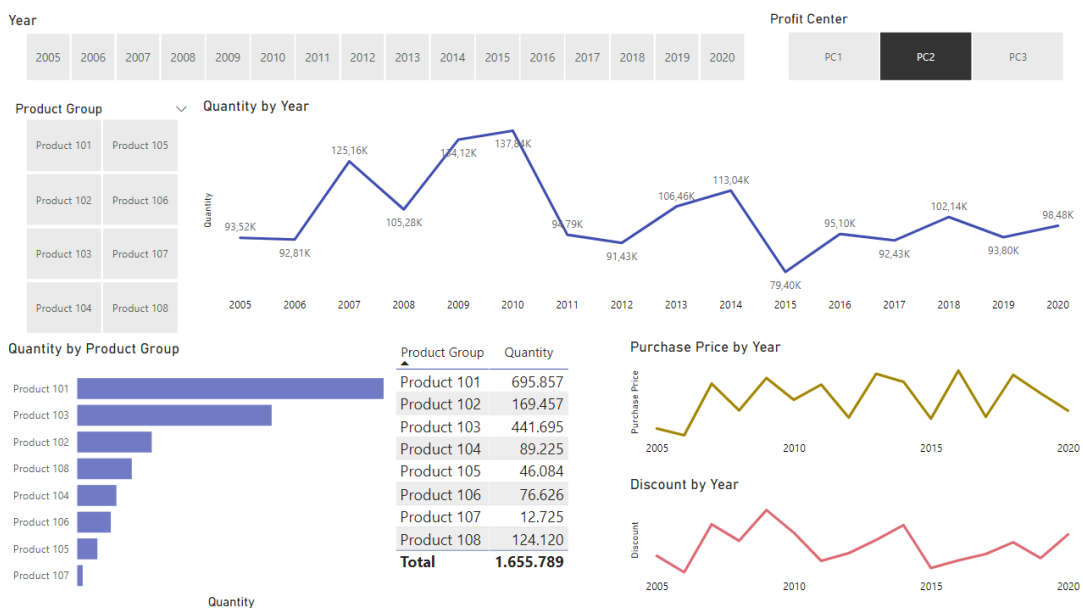 Year
Profit Center
2005 2006 2007 2008 2009 2010 2011 2012 2013 2014 2015 2016 2017 2018 2019 2020
PC1 PC2 PC3
Product Group
Product 101 Product 105
Product 102 Product 106
Product 103 Product 107
Product 104 Product 108
Quantity by Year
Quantity
93,52K 92,81K 125,16K 105,28K 134,12K 137,84K 94,79K 91,43K 106,46K 113,04K 79,40K 95,10K 92,43K 102,14K 93,80K 98,48K
2005 2006 2007 2008 2009 2010 2011 2012 2013 2014 2015 2016 2017 2018 2019 2020
Quantity by Product Group
Product 101
Product 103
Product 102
Product 108
Product 104
Product 106
Product 105
Product 107
Quantity
Product Group Quantity
Product 101 695.857
Product 102 169.457
Product 103 441.695
Product 104 89.225
Product 105 46.084
Product 106 76.626
Product 107 12.725
Product 108 124.120
Total 1.655.789
Purchase Price by Year
Purchase Price
2005 2010 2015 2020
Discount by Year
Discount
2005 2010 2015 2020